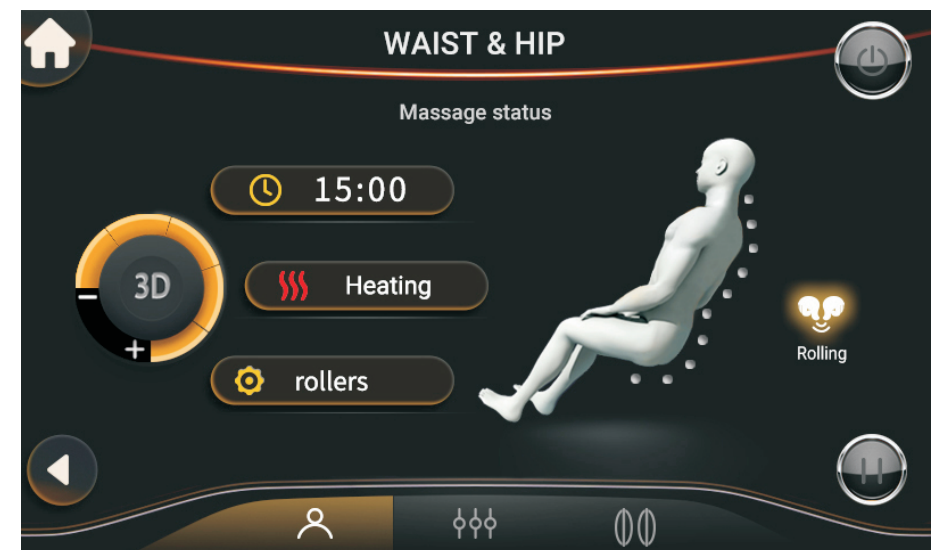 WAIST & HIP
Massage status
15:00
3D
Heating
Rolling
rollers